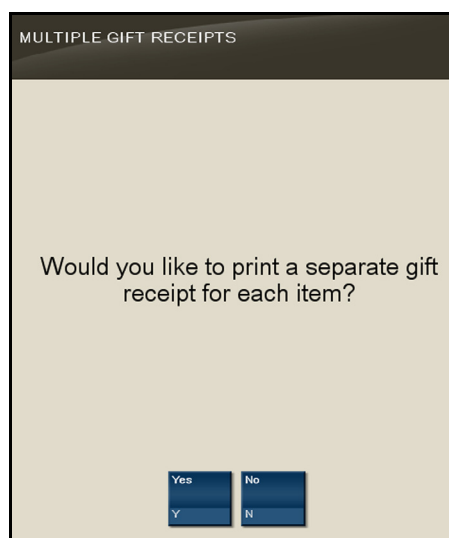 MULTIPLE GIFT RECEIPTS
Would you like to print a separate gift
receipt for each item?
Yes No
Y N